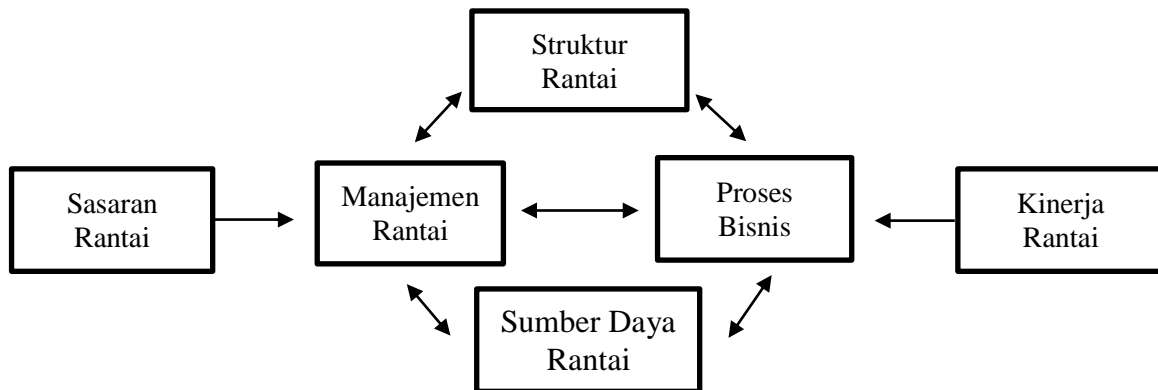 Struktur
Rantai
Sasaran
Rantai
Manajemen
Rantai
Proses
Bisnis
Kinerja
Rantai
Sumber Daya
Rantai